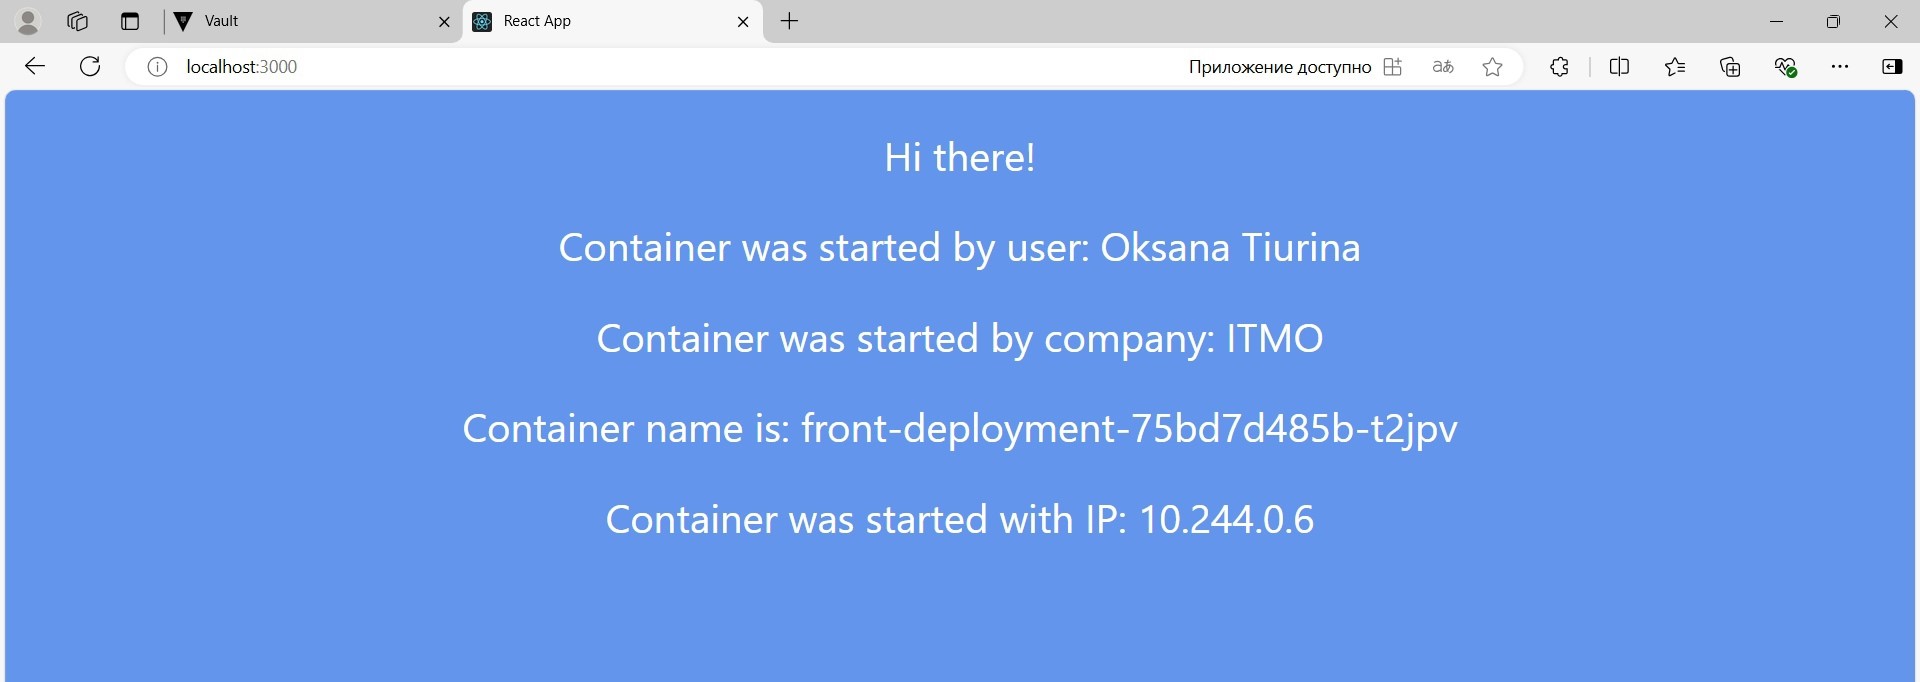 Vault
React App
localhost:3000
Приложение доступно
aあ
Hi there!
Container was started by user: Oksana Tiurina
Container was started by company: ITMO
Container name is: front-deployment-75bd7d485b-t2jpv
Container was started with IP: 10.244.0.6